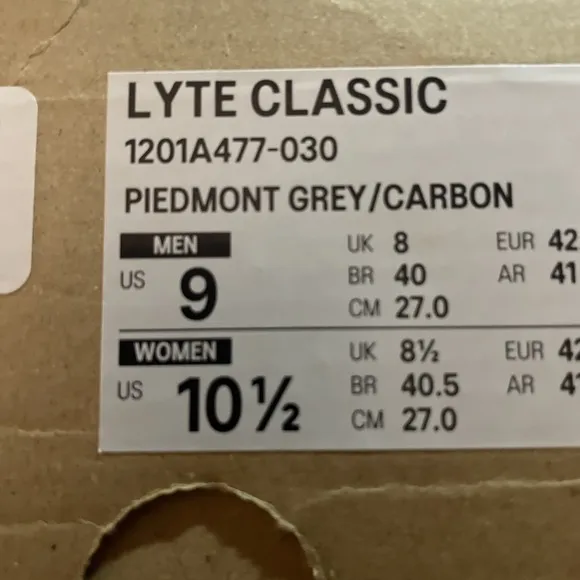 LYTE CLASSIC
1201A477-030
PIEDMONT GREY/CARBON
MEN UK 8 EUR 42
US 9 BR 40 AR 41
CM 27.0
WOMEN UK 8½ EUR
US 10½ BR 40.5 AR
CM 27.0